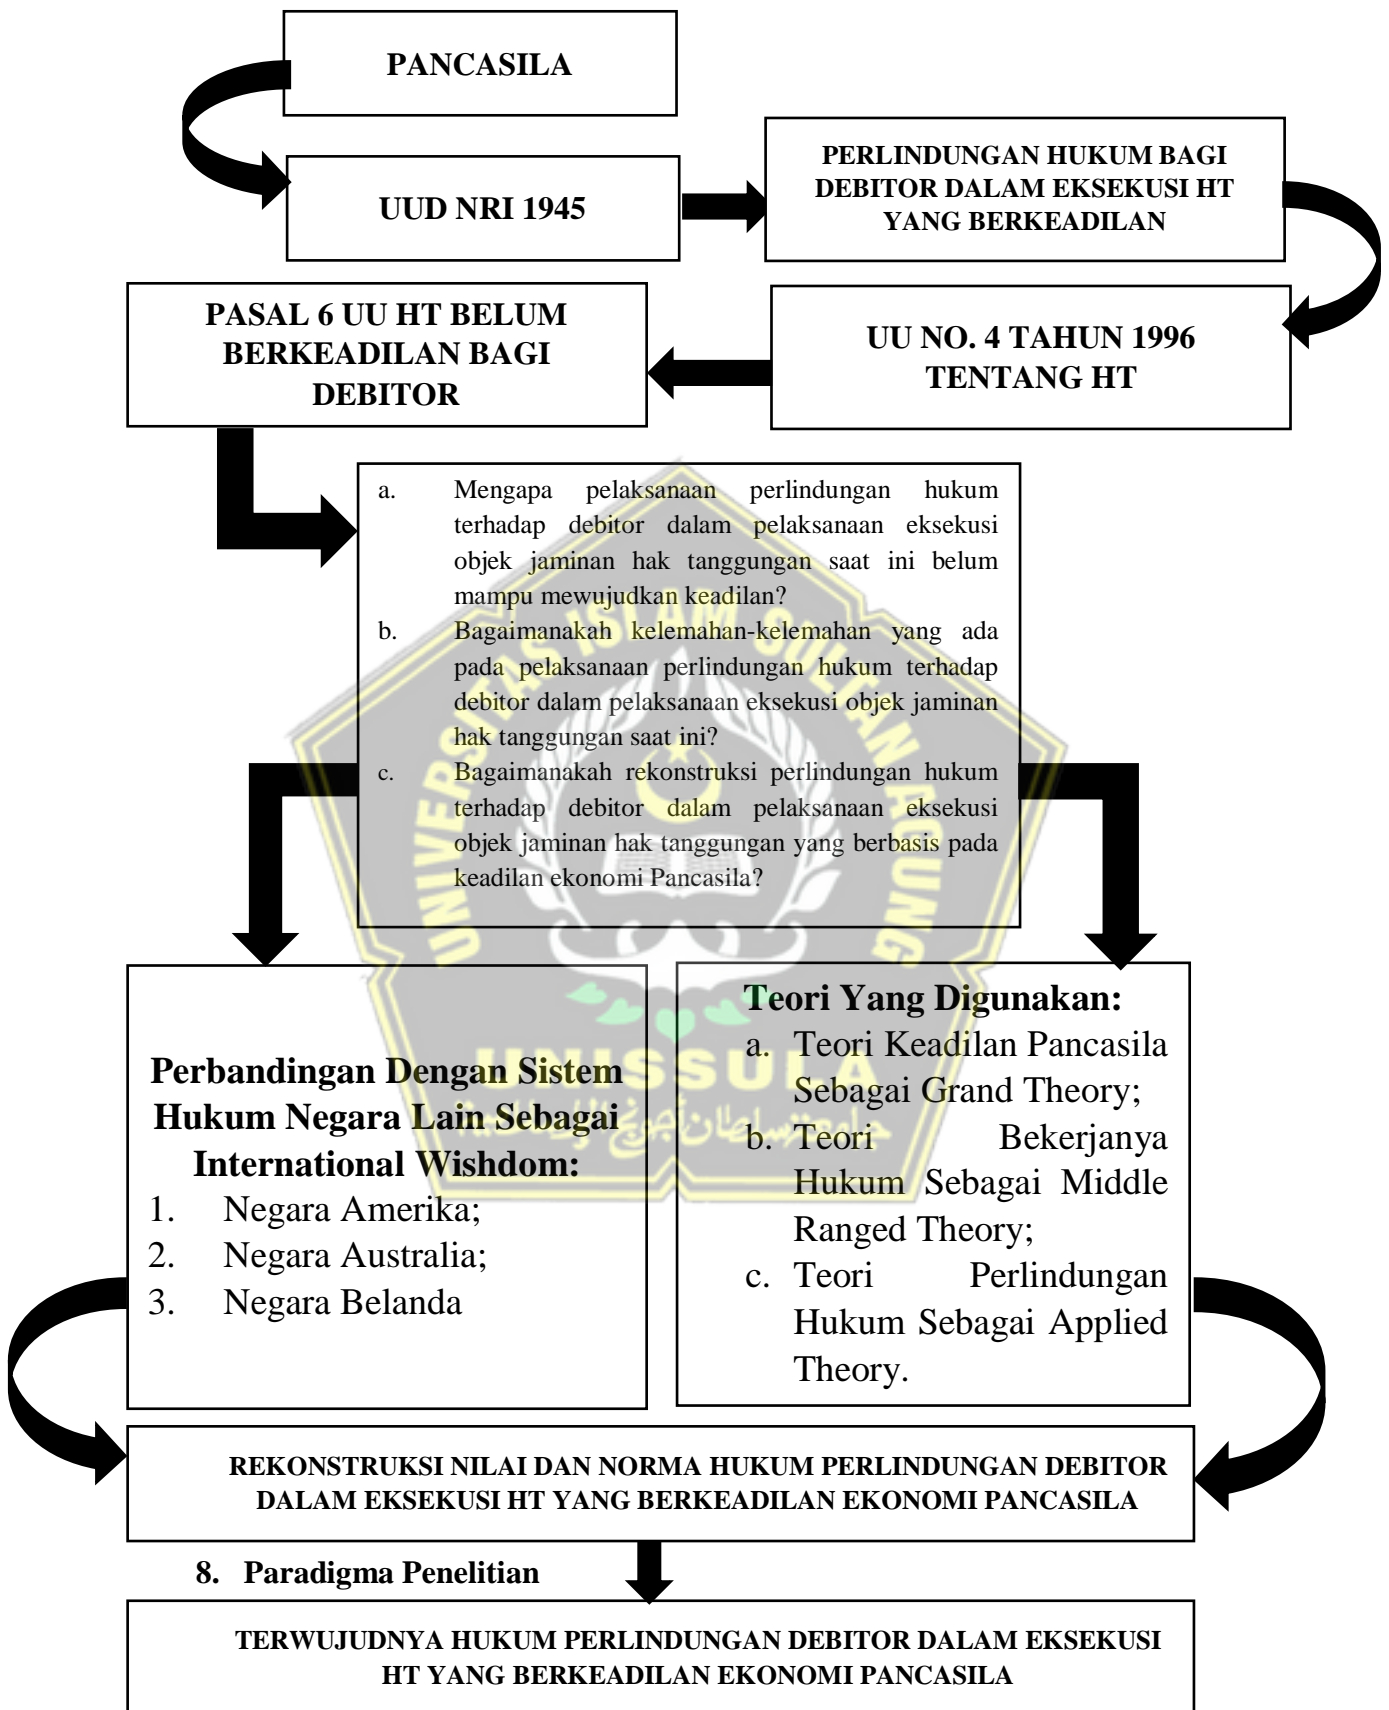 PANCASILA
UUD NRI 1945
PERLINDUNGAN HUKUM BAGI
DEBITOR DALAM EKSEKUSI HT
YANG BERKEADILAN
PASAL 6 UU HT BELUM
BERKEADILAN BAGI
DEBITOR
UU NO. 4 TAHUN 1996
TENTANG HT
a. Mengapa pelaksanaan perlindungan hukum
terhadap debitor dalam pelaksanaan eksekusi
objek jaminan hak tanggungan saat ini belum
mampu mewujudkan keadilan?
b. Bagaimanakah kelemahan-kelemahan yang ada
pada pelaksanaan perlindungan hukum terhadap
debitor dalam pelaksanaan eksekusi objek jaminan
hak tanggungan saat ini?
c. Bagaimanakah rekonstruksi perlindungan hukum
terhadap debitor dalam pelaksanaan eksekusi
objek jaminan hak tanggungan yang berbasis pada
keadilan ekonomi Pancasila?
UNIVERSITAS ISLAM SULTAN AGUNG
UNISSULA
Perbandingan Dengan Sistem
Hukum Negara Lain Sebagai
International Wishdom:
1. Negara Amerika;
2. Negara Australia;
3. Negara Belanda
Teori Yang Digunakan:
a. Teori Keadilan Pancasila
Sebagai Grand Theory;
b. Teori Bekerjanya
Hukum Sebagai Middle
Ranged Theory;
c. Teori Perlindungan
Hukum Sebagai Applied
Theory.
REKONSTRUKSI NILAI DAN NORMA HUKUM PERLINDUNGAN DEBITOR
DALAM EKSEKUSI HT YANG BERKEADILAN EKONOMI PANCASILA
8. Paradigma Penelitian
TERWUJUDNYA HUKUM PERLINDUNGAN DEBITOR DALAM EKSEKUSI
HT YANG BERKEADILAN EKONOMI PANCASILA